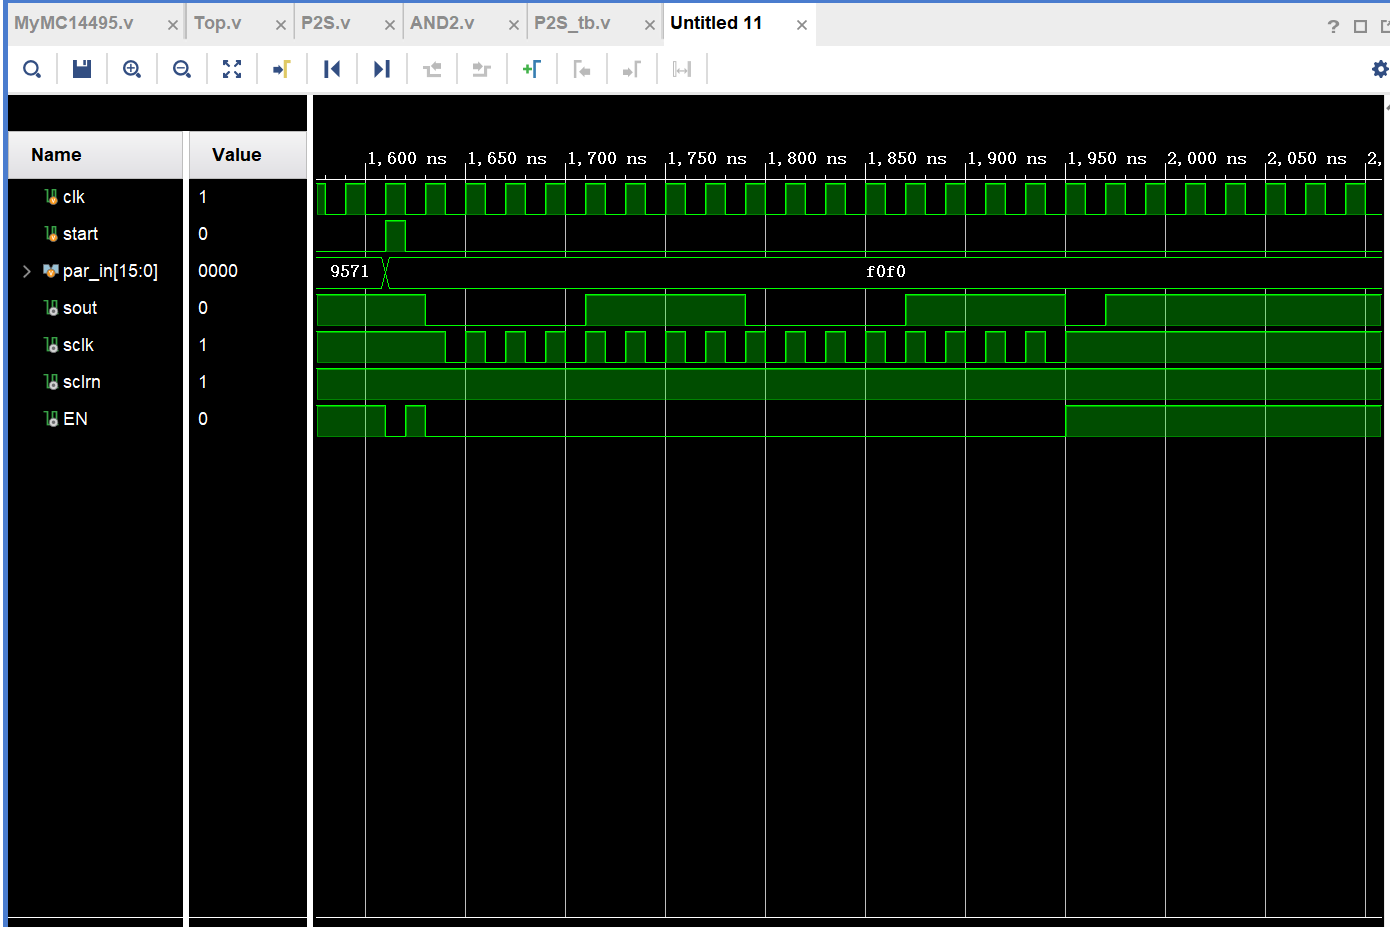 MyMC14495.v × Top.v × P2S.v × AND2.v × P2S_tb.v × Untitled 11 × ?
Name Value
1,600 ns 1,650 ns 1,700 ns 1,750 ns 1,800 ns 1,850 ns 1,900 ns 1,950 ns 2,000 ns 2,050 ns 2,
clk 1
start 0
par_in[15:0] 0000 9571 f0f0
sout 0
sclk 1
sclrn 1
EN 0